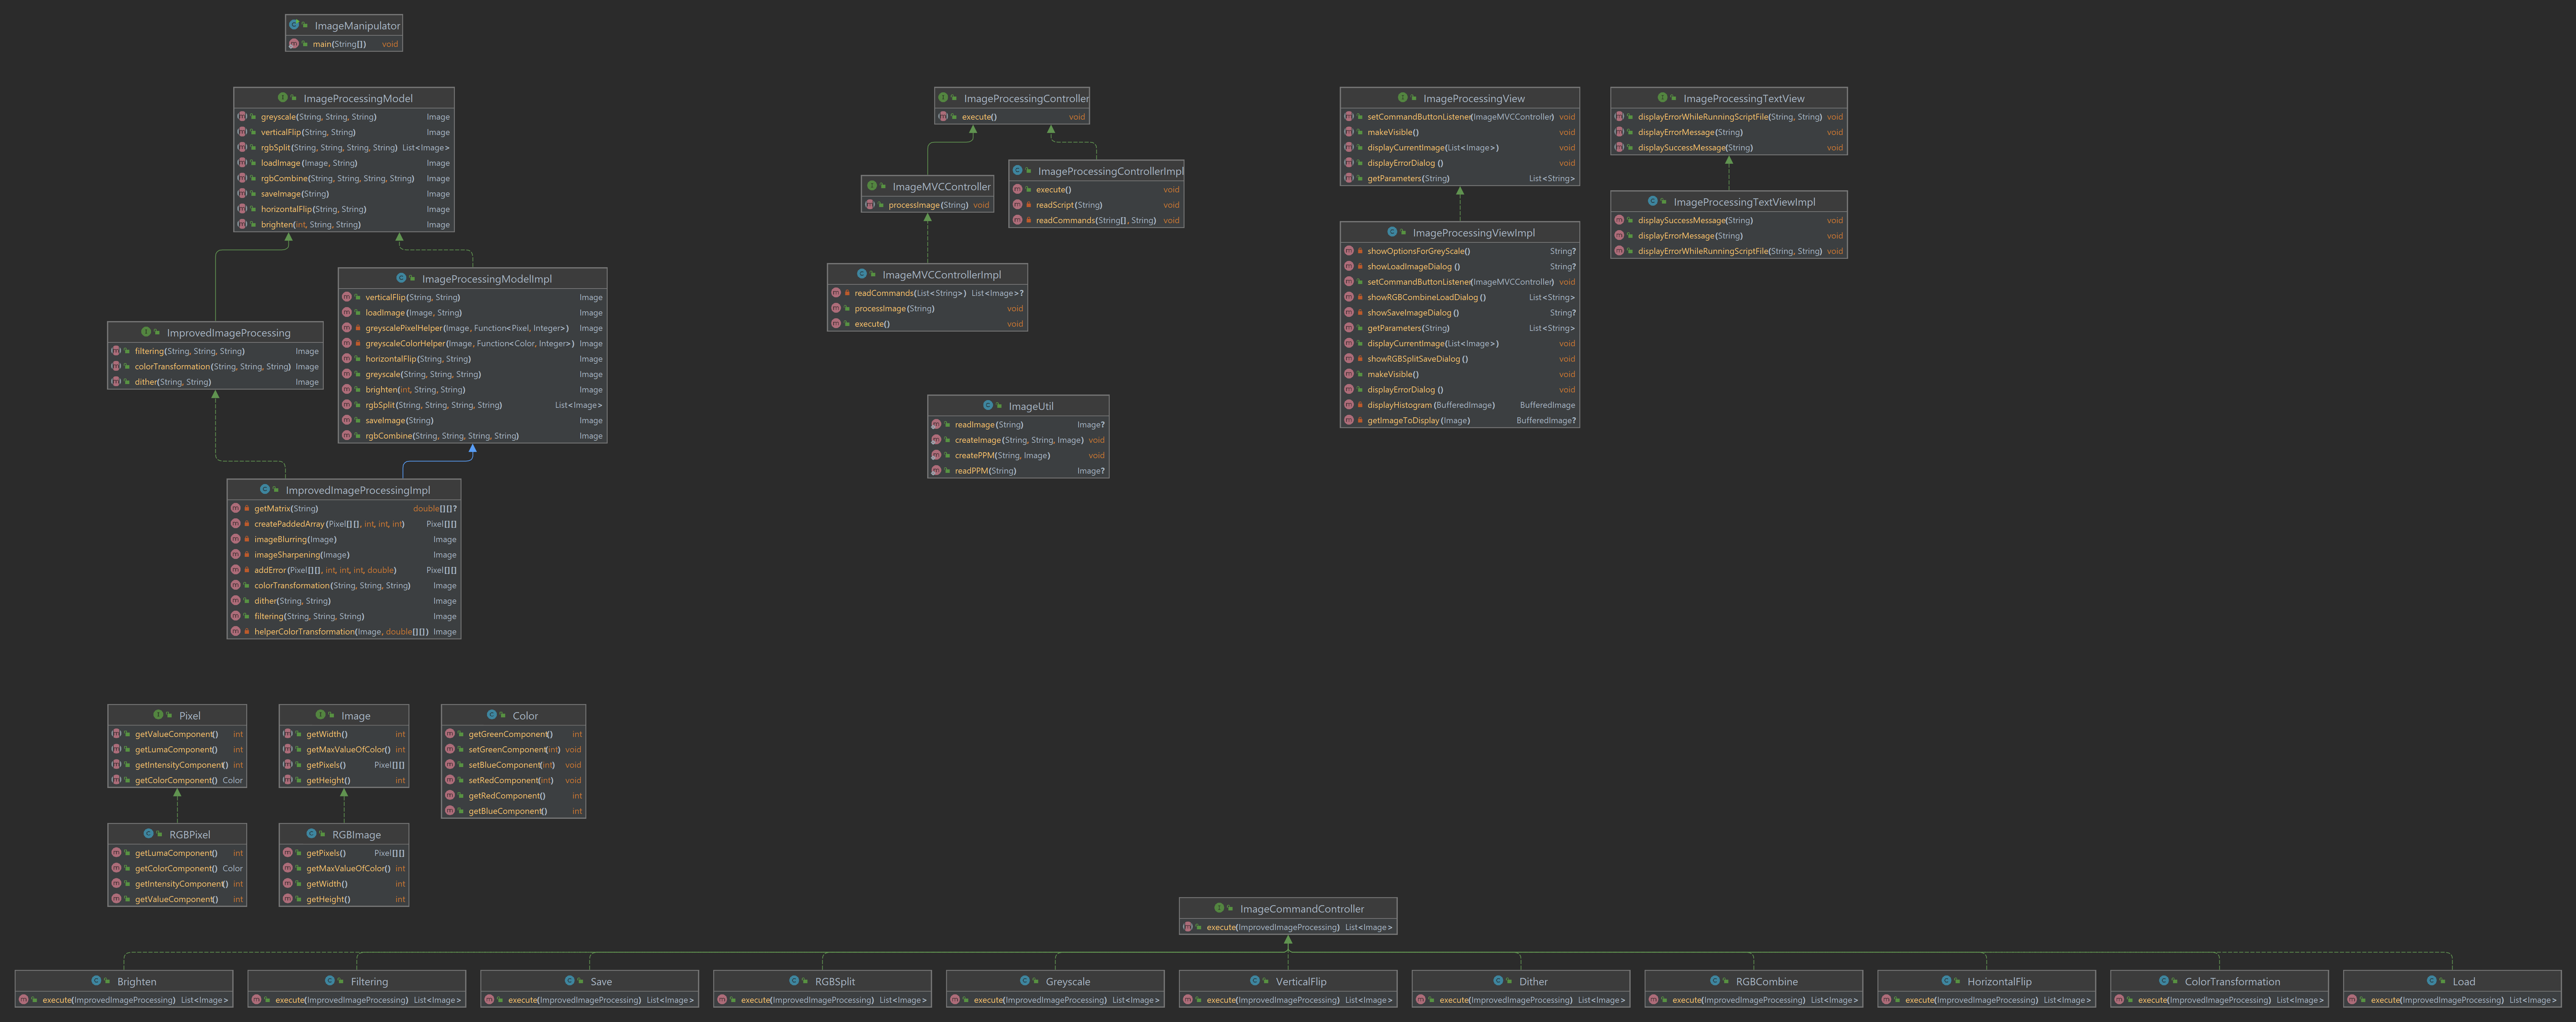 ImageManipulator
main(String[]) void
ImageProcessingModel
greyscale(String, String, String) Image
verticalFlip(String, String) Image
rgbSplit(String, String, String, String) List<Image>
loadImage(Image, String) Image
rgbCombine(String, String, String, String) Image
saveImage(String) Image
horizontalFlip(String, String) Image
brighten(int, String, String) Image
ImageProcessingModelImpl
verticalFlip(String, String) Image
loadImage(Image, String) Image
greyscalePixelHelper(Image, Function<Pixel, Integer>) Image
greyscaleColorHelper(Image, Function<Color, Integer>) Image
horizontalFlip(String, String) Image
greyscale(String, String, String) Image
brighten(int, String, String) Image
rgbSplit(String, String, String, String) List<Image>
saveImage(String) Image
rgbCombine(String, String, String, String) Image
ImprovedImageProcessing
filtering(String, String, String) Image
colorTransformation(String, String, String) Image
dither(String, String) Image
ImprovedImageProcessingImpl
getMatrix(String) double[][]?
createPaddedArray(Pixel[][], int, int, int) Pixel[][]
imageBlurring(Image) Image
imageSharpening(Image) Image
addError(Pixel[][], int, int, int, double) Pixel[][]
colorTransformation(String, String, String) Image
dither(String, String) Image
filtering(String, String, String) Image
helperColorTransformation(Image, double[][]) Image
ImageProcessingController
execute() void
ImageMVCController
processImage(String) void
ImageProcessingControllerImpl
execute() void
readScript(String) void
readCommands(String[], String) void
ImageMVCControllerImpl
readCommands(List<String>) List<Image>?
processImage(String) void
execute() void
ImageUtil
readImage(String) Image?
createImage(String, String, Image) void
createPPM(String, Image) void
readPPM(String) Image?
ImageProcessingView
setCommandButtonListener(ImageMVCController) void
makeVisible() void
displayCurrentImage(List<Image>) void
displayErrorDialog () void
getParameters(String) List<String>
ImageProcessingViewImpl
showOptionsForGreyScale() String?
showLoadImageDialog () String?
setCommandButtonListener(ImageMVCController) void
showRGBCombineLoadDialog () List<String>
showSaveImageDialog () String?
getParameters(String) List<String>
displayCurrentImage(List<Image>) void
showRGBSplitSaveDialog () void
makeVisible() void
displayErrorDialog () void
displayHistogram (BufferedImage) BufferedImage
getImageToDisplay (Image) BufferedImage?
ImageProcessingTextView
displayErrorWhileRunningScriptFile(String, String) void
displayErrorMessage(String) void
displaySuccessMessage(String) void
ImageProcessingTextViewImpl
displaySuccessMessage(String) void
displayErrorMessage(String) void
displayErrorWhileRunningScriptFile(String, String) void
Pixel
getValueComponent() int
getLumaComponent() int
getIntensityComponent() int
getColorComponent() Color
RGBPixel
getLumaComponent() int
getColorComponent() Color
getIntensityComponent() int
getValueComponent() int
Image
getWidth() int
getMaxValueOfColor() int
getPixels() Pixel[][]
getHeight() int
RGBImage
getPixels() Pixel[][]
getMaxValueOfColor() int
getWidth() int
getHeight() int
Color
getGreenComponent() int
setGreenComponent(int) void
setBlueComponent(int) void
setRedComponent(int) void
getRedComponent() int
getBlueComponent() int
ImageCommandController
execute(ImprovedImageProcessing) List<Image>
Brighten
execute(ImprovedImageProcessing) List<Image>
Filtering
execute(ImprovedImageProcessing) List<Image>
Save
execute(ImprovedImageProcessing) List<Image>
RGBSplit
execute(ImprovedImageProcessing) List<Image>
Greyscale
execute(ImprovedImageProcessing) List<Image>
VerticalFlip
execute(ImprovedImageProcessing) List<Image>
Dither
execute(ImprovedImageProcessing) List<Image>
RGBCombine
execute(ImprovedImageProcessing) List<Image>
HorizontalFlip
execute(ImprovedImageProcessing) List<Image>
ColorTransformation
execute(ImprovedImageProcessing) List<Image>
Load
execute(ImprovedImageProcessing) List<Image>